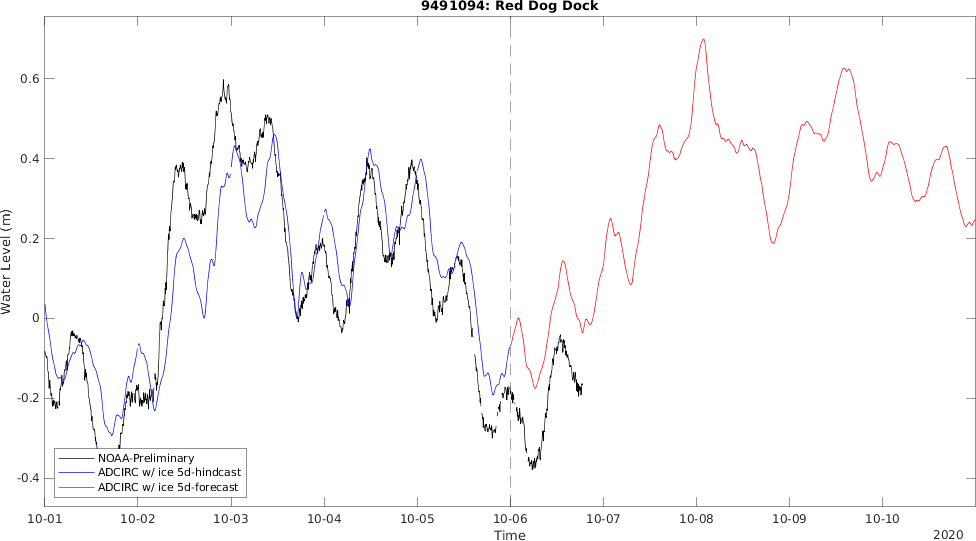 9491094: Red Dog Dock
Water Level (m)
0.6
0.4
0.2
0
-0.2
-0.4
NOAA-Preliminary
ADCIRC w/ ice 5d-hindcast
ADCIRC w/ ice 5d-forecast
10-01 10-02 10-03 10-04 10-05 10-06 10-07 10-08 10-09 10-10
Time
2020